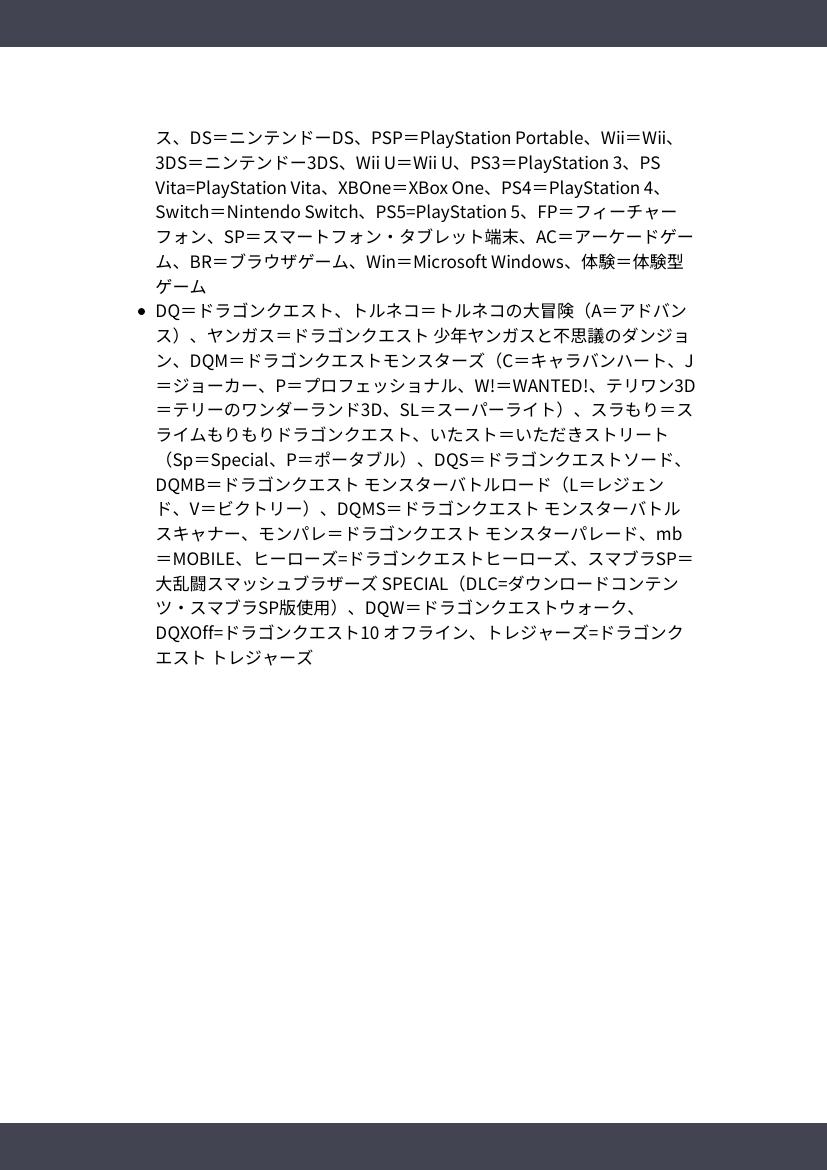 ス、DS＝ニンテンドーDS、PSP＝PlayStation Portable、Wii＝Wii、
3DS＝ニンテンドー3DS、Wii U＝Wii U、PS3＝PlayStation 3、PS
Vita=PlayStation Vita、XBOne＝XBox One、PS4＝PlayStation 4、
Switch＝Nintendo Switch、PS5=PlayStation 5、FP＝フィーチャー
フォン、SP＝スマートフォン・タブレット端末、AC＝アーケードゲー
ム、BR＝ブラウザゲーム、Win＝Microsoft Windows、体験＝体験型
ゲーム
• DQ＝ドラゴンクエスト、トルネコ＝トルネコの大冒険（A＝アドバン
ス）、ヤンガス＝ドラゴンクエスト 少年ヤンガスと不思議のダンジョ
ン、DQM＝ドラゴンクエストモンスターズ（C＝キャラバンハート、J
＝ジョーカー、P＝プロフェッショナル、W!＝WANTED!、テリワン3D
＝テリーのワンダーランド3D、SL＝スーパーライト）、スラもり＝ス
ライムもりもりドラゴンクエスト、いたスト＝いただきストリート
（Sp＝Special、P＝ポータブル）、DQS＝ドラゴンクエストソード、
DQMB＝ドラゴンクエスト モンスターバトルロード（L＝レジェン
ド、V＝ビクトリー）、DQMS＝ドラゴンクエスト モンスターバトル
スキャナー、モンパレ＝ドラゴンクエスト モンスターパレード、mb
＝MOBILE、ヒーローズ=ドラゴンクエストヒーローズ、スマブラSP＝
大乱闘スマッシュブラザーズ SPECIAL（DLC=ダウンロードコンテン
ツ・スマブラSP版使用）、DQW＝ドラゴンクエストウォーク、
DQXOff=ドラゴンクエスト10 オフライン、トレジャーズ=ドラゴンク
エスト トレジャーズ